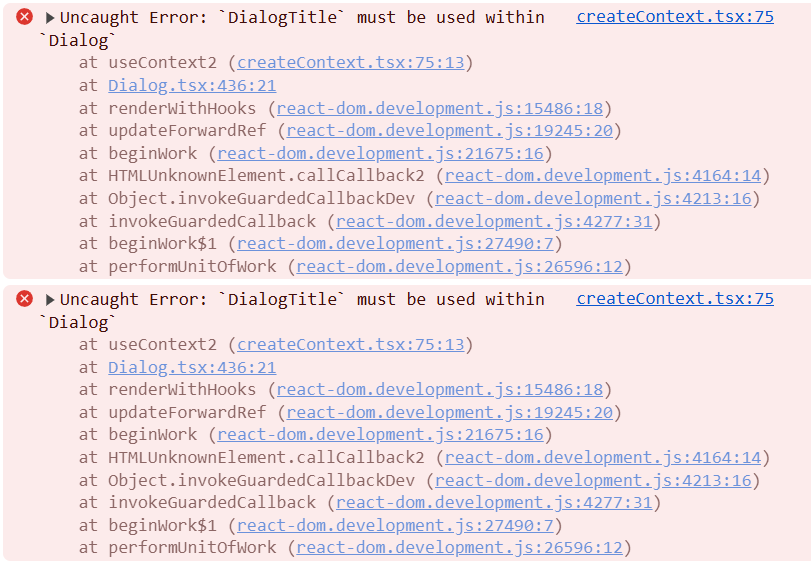 Uncaught Error: `DialogTitle` must be used within createContext.tsx:75
`Dialog`
at useContext2 (createContext.tsx:75:13)
at Dialog.tsx:436:21
at renderWithHooks (react-dom.development.js:15486:18)
at updateForwardRef (react-dom.development.js:19245:20)
at beginWork (react-dom.development.js:21675:16)
at HTMLUnknownElement.callCallback2 (react-dom.development.js:4164:14)
at Object.invokeGuardedCallbackDev (react-dom.development.js:4213:16)
at invokeGuardedCallback (react-dom.development.js:4277:31)
at beginWork$1 (react-dom.development.js:27490:7)
at performUnitOfWork (react-dom.development.js:26596:12)
Uncaught Error: `DialogTitle` must be used within createContext.tsx:75
`Dialog`
at useContext2 (createContext.tsx:75:13)
at Dialog.tsx:436:21
at renderWithHooks (react-dom.development.js:15486:18)
at updateForwardRef (react-dom.development.js:19245:20)
at beginWork (react-dom.development.js:21675:16)
at HTMLUnknownElement.callCallback2 (react-dom.development.js:4164:14)
at Object.invokeGuardedCallbackDev (react-dom.development.js:4213:16)
at invokeGuardedCallback (react-dom.development.js:4277:31)
at beginWork$1 (react-dom.development.js:27490:7)
at performUnitOfWork (react-dom.development.js:26596:12)